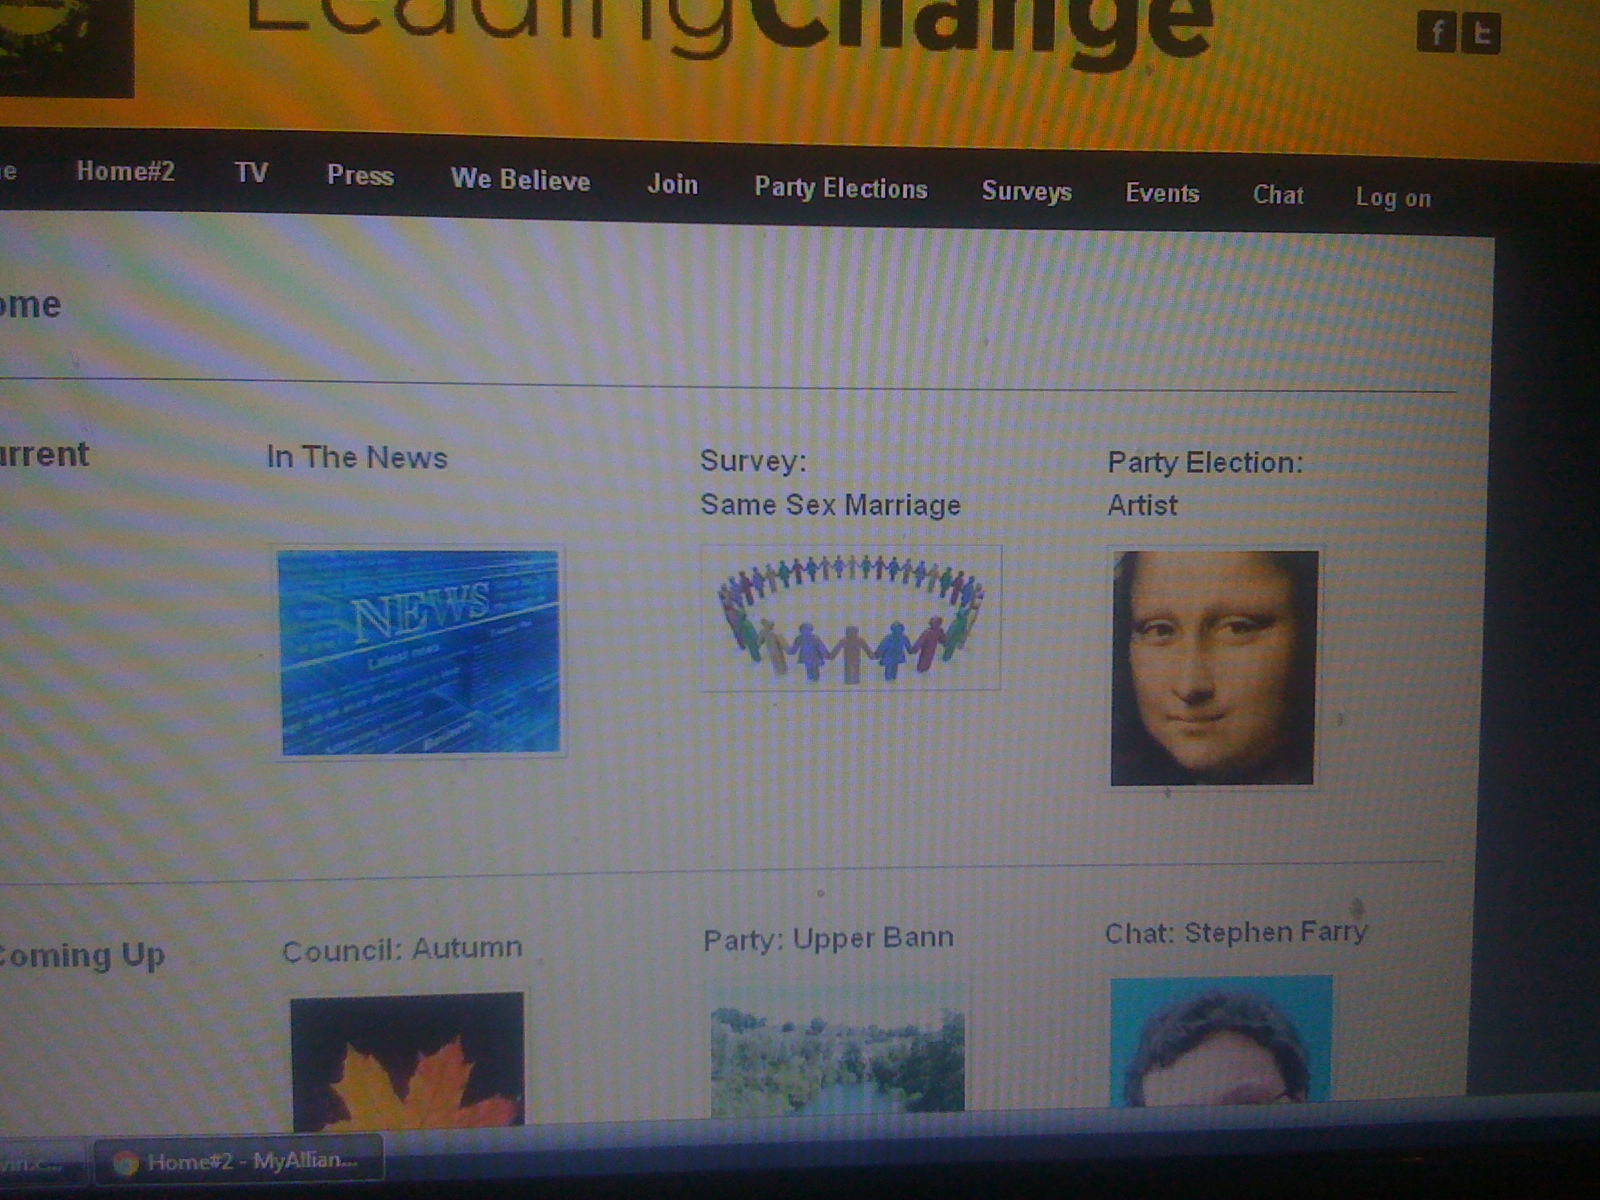 LeadingChange
f t
e Home#2 TV Press We Believe Join Party Elections Surveys Events Chat Log on
ome
urrent
In The News
Survey:
Same Sex Marriage
Party Election:
Artist
NEWS
Latest news
Coming Up
Council: Autumn
Party: Upper Bann
Chat: Stephen Farry
Home#2 - MyAllian...